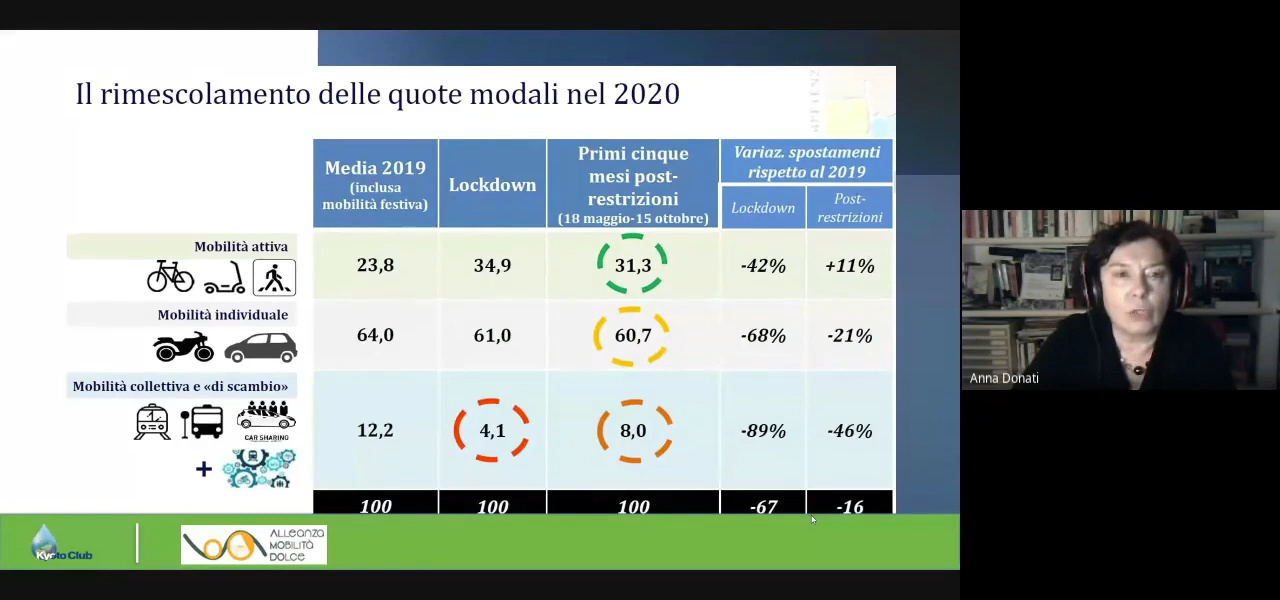 Il rimescolamento delle quote modali nel 2020
Media 2019
(inclusa
mobilità festiva)
Lockdown
Primi cinque
mesi post-
restrizioni
(18 maggio-15 ottobre)
Variaz. spostamenti
rispetto al 2019
Lockdown
Post-
restrizioni
Mobilità attiva
23,8
34,9
31,3
-42%
+11%
Mobilità individuale
64,0
61,0
60,7
-68%
-21%
Mobilità collettiva e «di scambio»
CAR SHARING
+
12,2
4,1
8,0
-89%
-46%
100
100
100
-67
-16
Kyoto Club
ALLEANZA
MOBILITÀ
DOLCE
Anna Donati